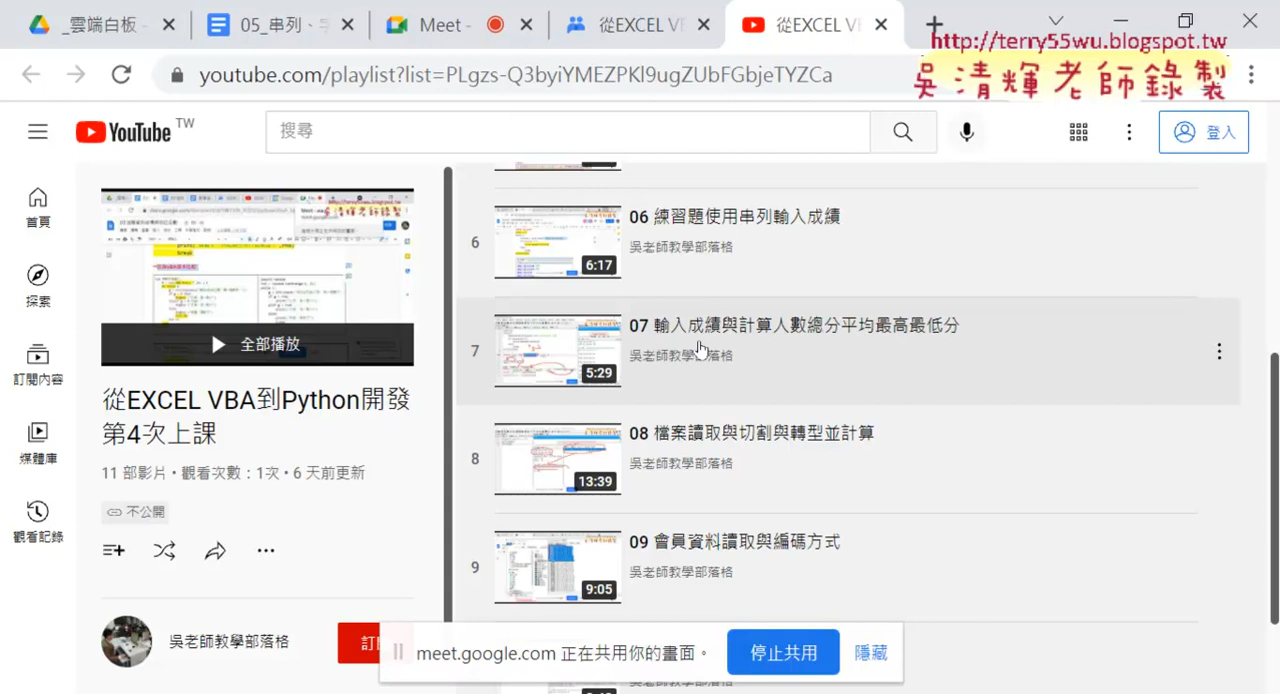 _雲端白板 -
05_串列、字
Meet -
從EXCEL VB
從EXCEL VB
http://terry55wu.blogspot.tw
吳清輝老師錄製
youtube.com/playlist?list=PLgzs-Q3byiYMEZPKl9ugZUbFGbjeTYZCa
YouTube TW
搜尋
登入
首頁
探索
訂閱內容
媒體庫
觀看記錄
全部播放
從EXCEL VBA到Python開發
第4次上課
11 部影片 • 觀看次數：1次 • 6 天前更新
不公開
吳老師教學部落格
訂
6
6:17
06 練習題使用串列輸入成績
吳老師教學部落格
7
5:29
07 輸入成績與計算人數總分平均最高最低分
吳老師教學部落格
8
13:39
08 檔案讀取與切割與轉型並計算
吳老師教學部落格
9
9:05
09 會員資料讀取與編碼方式
吳老師教學部落格
meet.google.com 正在共用你的畫面。
停止共用
隱藏